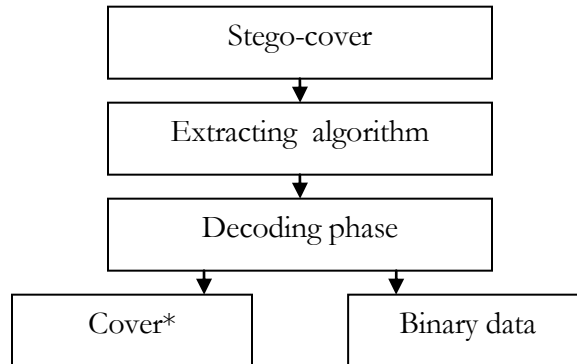 Stego-cover
Extracting algorithm
Decoding phase
Cover*
Binary data